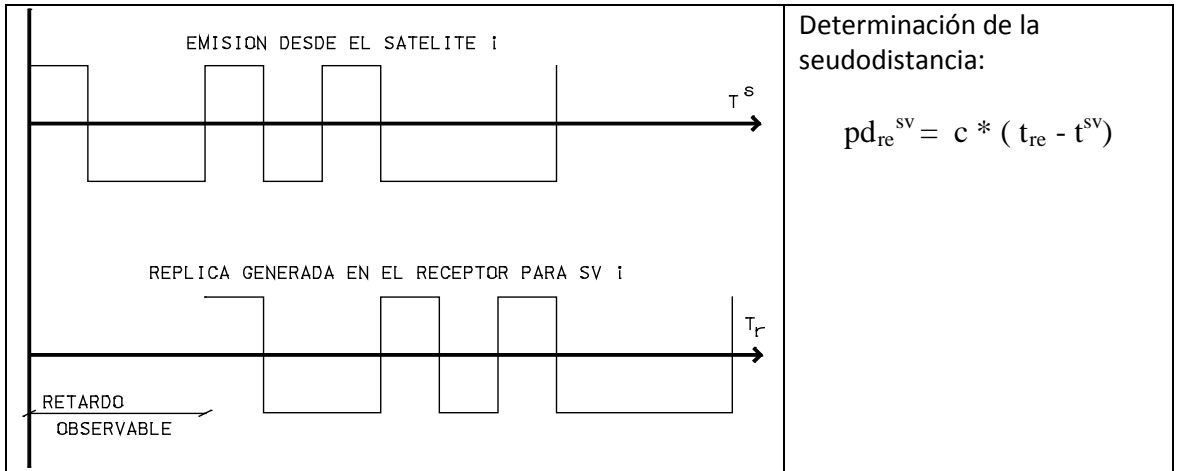 EMISION DESDE EL SATELITE i
T^s
REPLICA GENERADA EN EL RECEPTOR PARA SV i
T_r
RETARDO
OBSERVABLE
Determinación de la
seudodistancia:
pd_re^sv = c * ( t_re - t^sv)